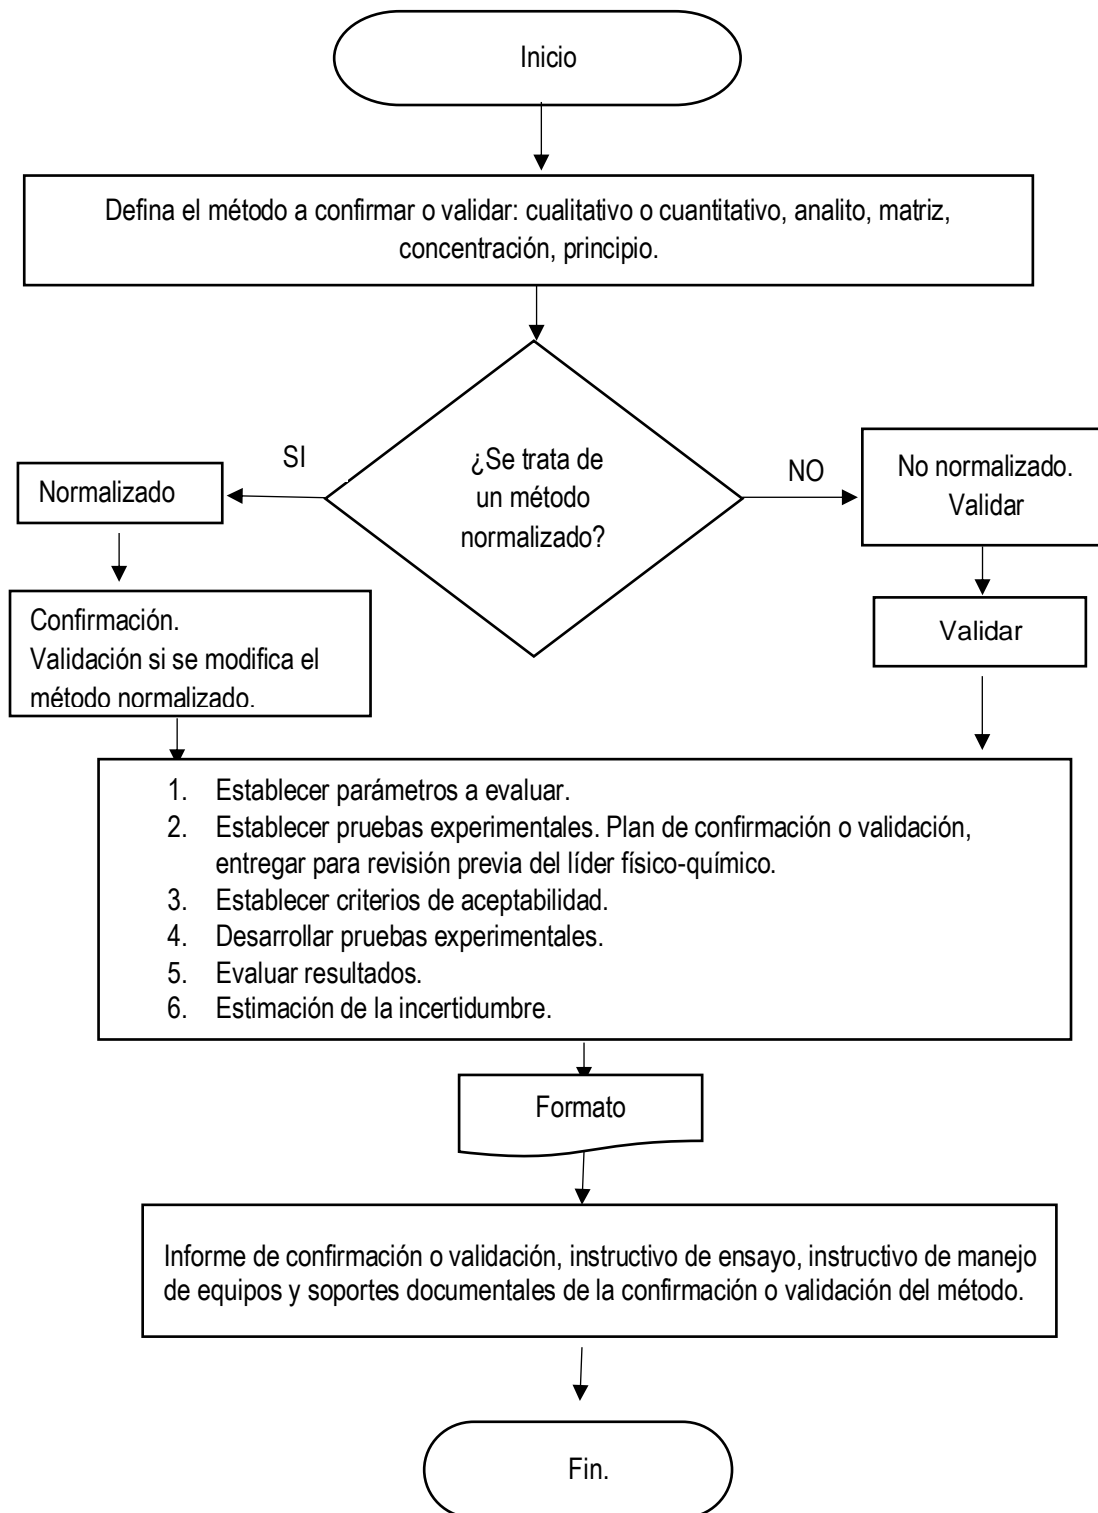 Inicio
Defina el método a confirmar o validar: cualitativo o cuantitativo, analito, matriz,
concentración, principio.
¿Se trata de
un método
normalizado?
SI
NO
Normalizado
No normalizado.
Validar
Confirmación.
Validación si se modifica el
método normalizado.
Validar
1. Establecer parámetros a evaluar.
2. Establecer pruebas experimentales. Plan de confirmación o validación,
entregar para revisión previa del líder físico-químico.
3. Establecer criterios de aceptabilidad.
4. Desarrollar pruebas experimentales.
5. Evaluar resultados.
6. Estimación de la incertidumbre.
Formato
Informe de confirmación o validación, instructivo de ensayo, instructivo de manejo
de equipos y soportes documentales de la confirmación o validación del método.
Fin.